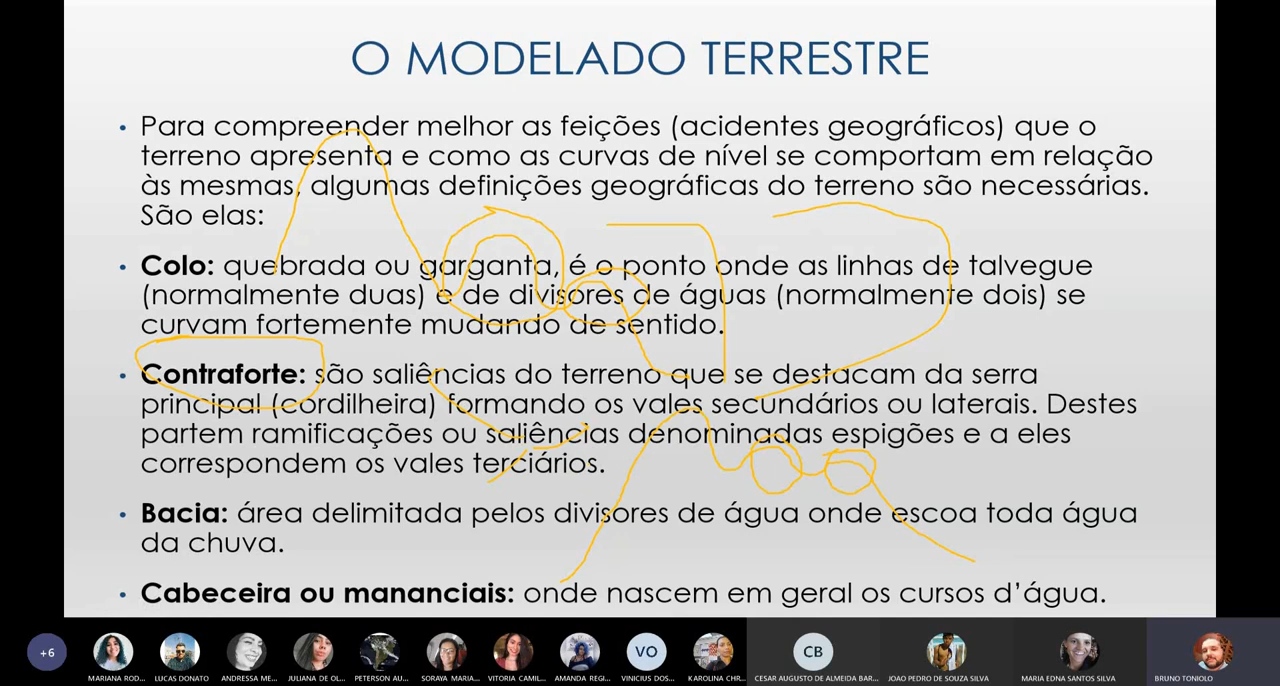 O MODELADO TERRESTRE
• Para compreender melhor as feições (acidentes geográficos) que o
terreno apresenta e como as curvas de nível se comportam em relação
às mesmas, algumas definições geográficas do terreno são necessárias.
São elas:
• Colo: quebrada ou garganta, é o ponto onde as linhas de talvegue
(normalmente duas) e de divisores de águas (normalmente dois) se
curvam fortemente mudando de sentido.
• Contraforte: são saliências do terreno que se destacam da serra
principal (cordilheira) formando os vales secundários ou laterais. Destes
partem ramificações ou saliências denominadas espigões e a eles
correspondem os vales terciários.
• Bacia: área delimitada pelos divisores de água onde escoa toda água
da chuva.
• Cabeceira ou mananciais: onde nascem em geral os cursos d’água.
+6
VO
CB
MARIANA ROD...
LUCAS DONATO
ANDRESSA ME...
JULIANA DE OL...
PETERSON AU...
SORAYA MARIA...
VITORIA CAMIL...
AMANDA REGI...
VINICIUS DOS...
KAROLINA CHR...
CESAR AUGUSTO DE ALMEIDA BAR...
JOAO PEDRO DE SOUZA SILVA
MARIA EDNA SANTOS SILVA
BRUNO TONIOLO